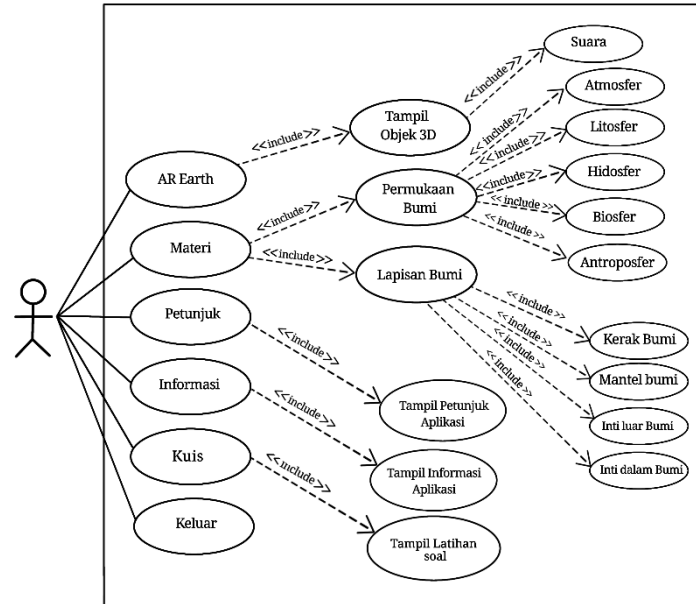 Suara
<<include>>
Atmosfer
<<include>>
Tampil
Objek 3D
<<include>>
Litosfer
<<include>>
AR Earth
Permukaan
Bumi
<<include>>
Hidosfer
<<include>>
<<include>>
Biosfer
Materi
<<include>>
Lapisan Bumi
<<include>>
Antroposfer
<<include>>
Petunjuk
<<include>>
<<include>>
Kerak Bumi
<<include>>
Mantel bumi
<<include>>
Inti luar Bumi
<<include>>
Inti dalam Bumi
Informasi
<<include>>
Tampil Petunjuk
Aplikasi
Kuis
<<include>>
Tampil Informasi
Aplikasi
Keluar
Tampil Latihan
soal